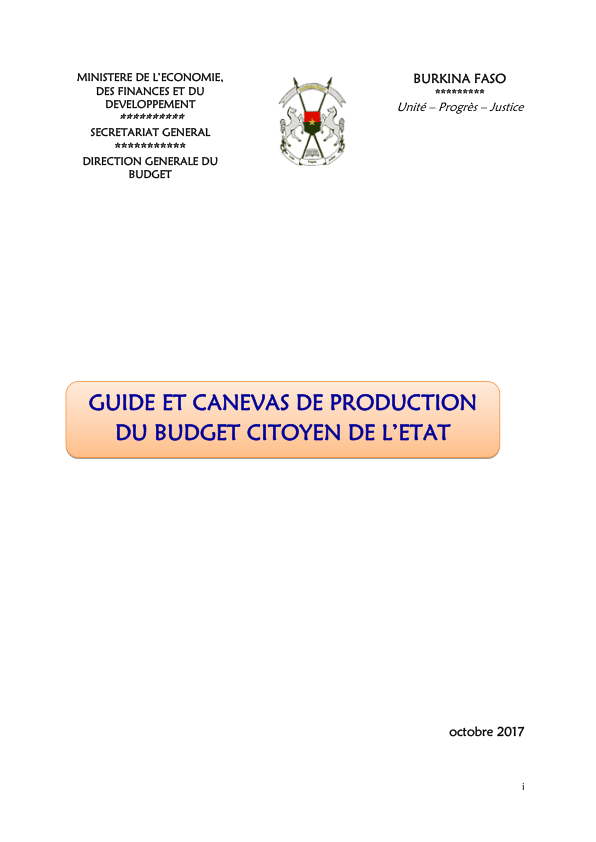 MINISTERE DE L'ECONOMIE,
DES FINANCES ET DU
DEVELOPPEMENT
**********
SECRETARIAT GENERAL
***********
DIRECTION GENERALE DU
BUDGET
BURKINA FASO
*********
Unité – Progrès – Justice
GUIDE ET CANEVAS DE PRODUCTION
DU BUDGET CITOYEN DE L'ETAT
octobre 2017
i